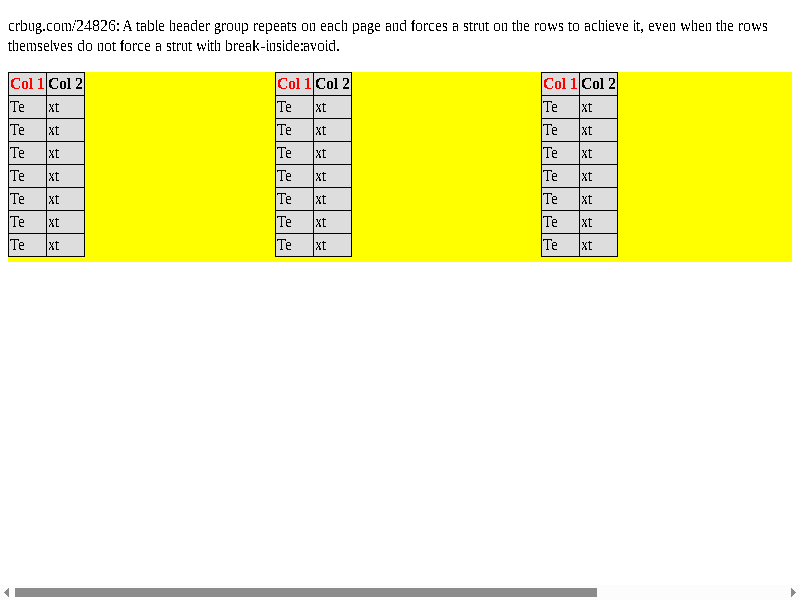 crbug.com/24826: A table header group repeats on each page and forces a strut on the rows to achieve it, even when the rows
themselves do not force a strut with break-inside:avoid.
Col 1 Col 2 Col 1 Col 2 Col 1 Col 2
Te xt Te xt Te xt
Te xt Te xt Te xt
Te xt Te xt Te xt
Te xt Te xt Te xt
Te xt Te xt Te xt
Te xt Te xt Te xt
Te xt Te xt Te xt